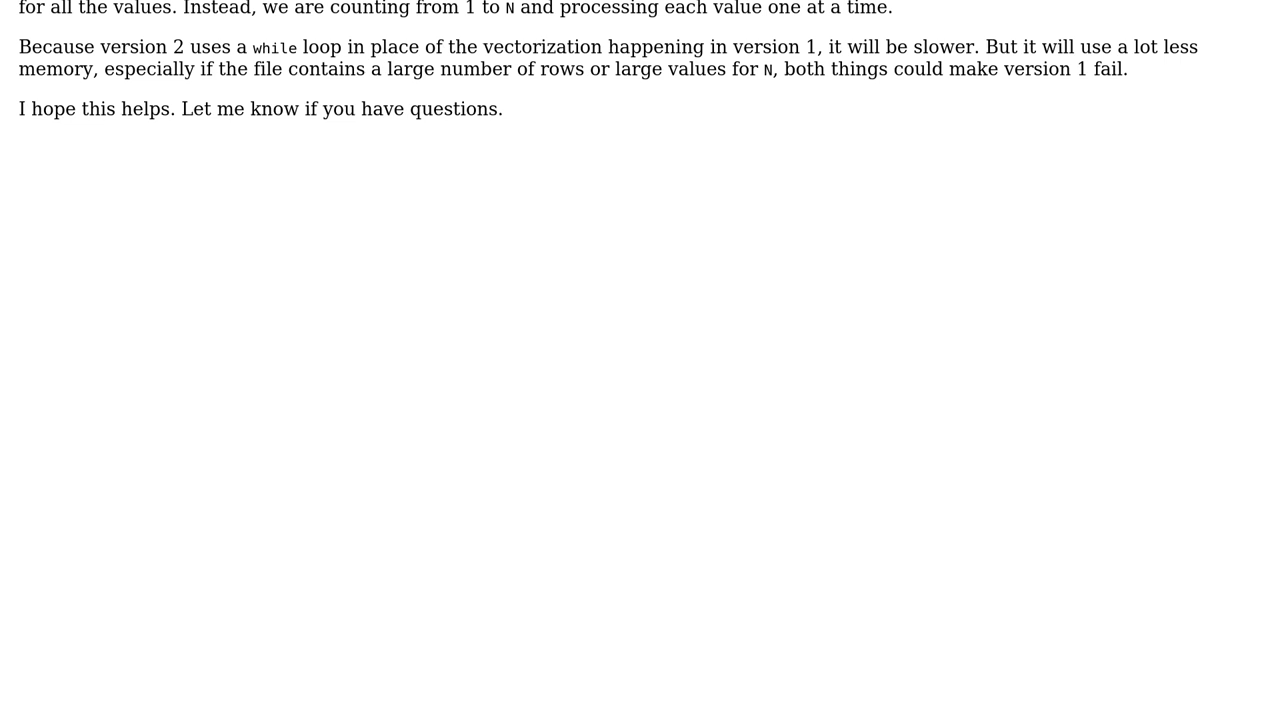 for all the values. Instead, we are counting from 1 to N and processing each value one at a time.
Because version 2 uses a while loop in place of the vectorization happening in version 1, it will be slower. But it will use a lot less
memory, especially if the file contains a large number of rows or large values for N, both things could make version 1 fail.
I hope this helps. Let me know if you have questions.